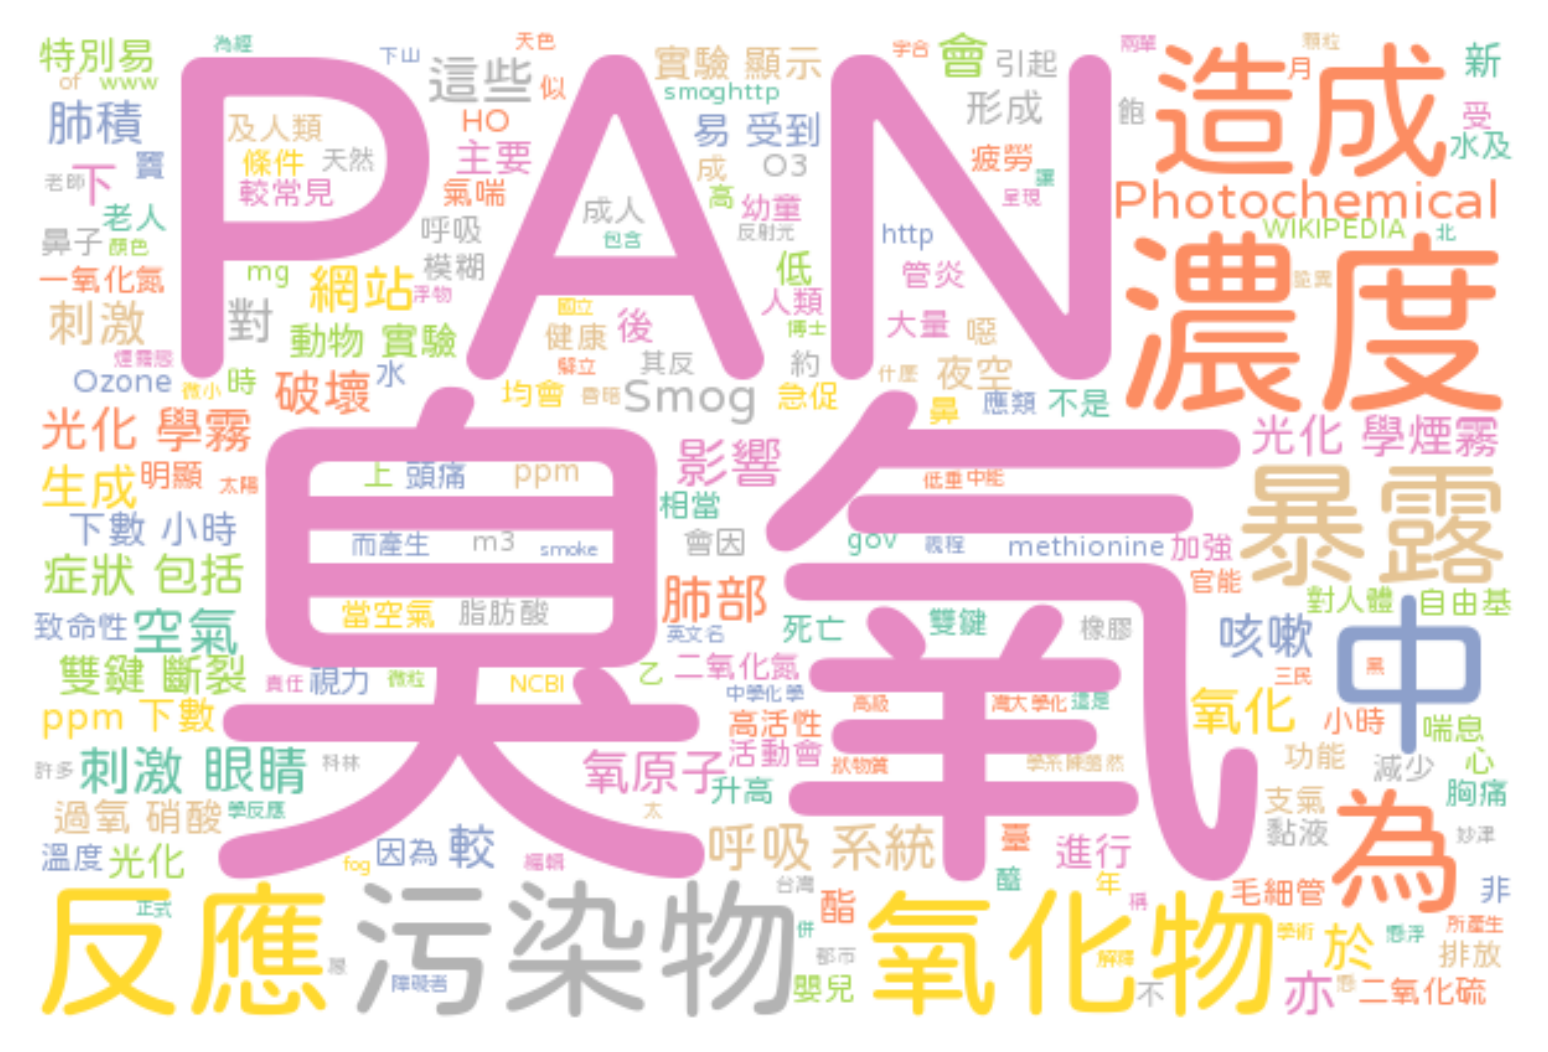 特別易
為經
下山
天色
這些
似
實驗 顯示
字合
會
引起
兩單
造成
顆粒
月
新
of www
PAN
smoghttp
形成
飽
受
肺積
及人類
HO
易 受到
水及
老師
下
寶
條件
天然
主要
成
O3
疲勞
讓
Photochemical
較常見
氣喘
高
幼童
呈現
老人
成人
WIKIPEDIA
北
鼻子
顏色
呼吸
包含
反射光
http
濃度
一氧化氮
mg
網站
模糊
低
管炎
詭異
浮物
人類
刺激
對
國立
動物 實驗
健康
後
博士
大量
噁
煙霧態
其反
約
Ozone
微小
時
破壞
水
縣立
什麼
夜空
均會
唇暗
Smog
急促
鼻
應類
不是
光化 學霧
臭氧
影響
光化 學煙霧
生成
明顯
太陽
上
頭痛
ppm
低重
中能
暴露
相當
下數 小時
而產生
m3
smoke
會因
gov
methionine
加強
症狀 包括
官能
肺部
對人體
自由基
致命性
空氣
當空氣
脂肪酸
英文名
死亡
雙鍵
橡膠
咳嗽
中
雙鍵 斷裂
責任
視力
微粒
NCBI
乙
二氧化氮
三民
黑
中學化 學
ppm 下數
高級
灣大 學化
這是
氧化
小時
喘息
高活性
刺激 眼睛
許多
科林
氧原子
活動會
狀物質
功能
減少
心
升高
過氧 硝酸
學反應
太
支氣
胸痛
溫度
光化
fog
因為
較
編輯
呼吸 系統
臺
進行
黏液
為
妙津
反應
污染物
台灣
年
毛細管
非
正式
酯
稱
氧化物
學術
於
懸浮
所產生
併
障礙者
都市
嬰兒
解釋
不
亦
排放
二氧化硫